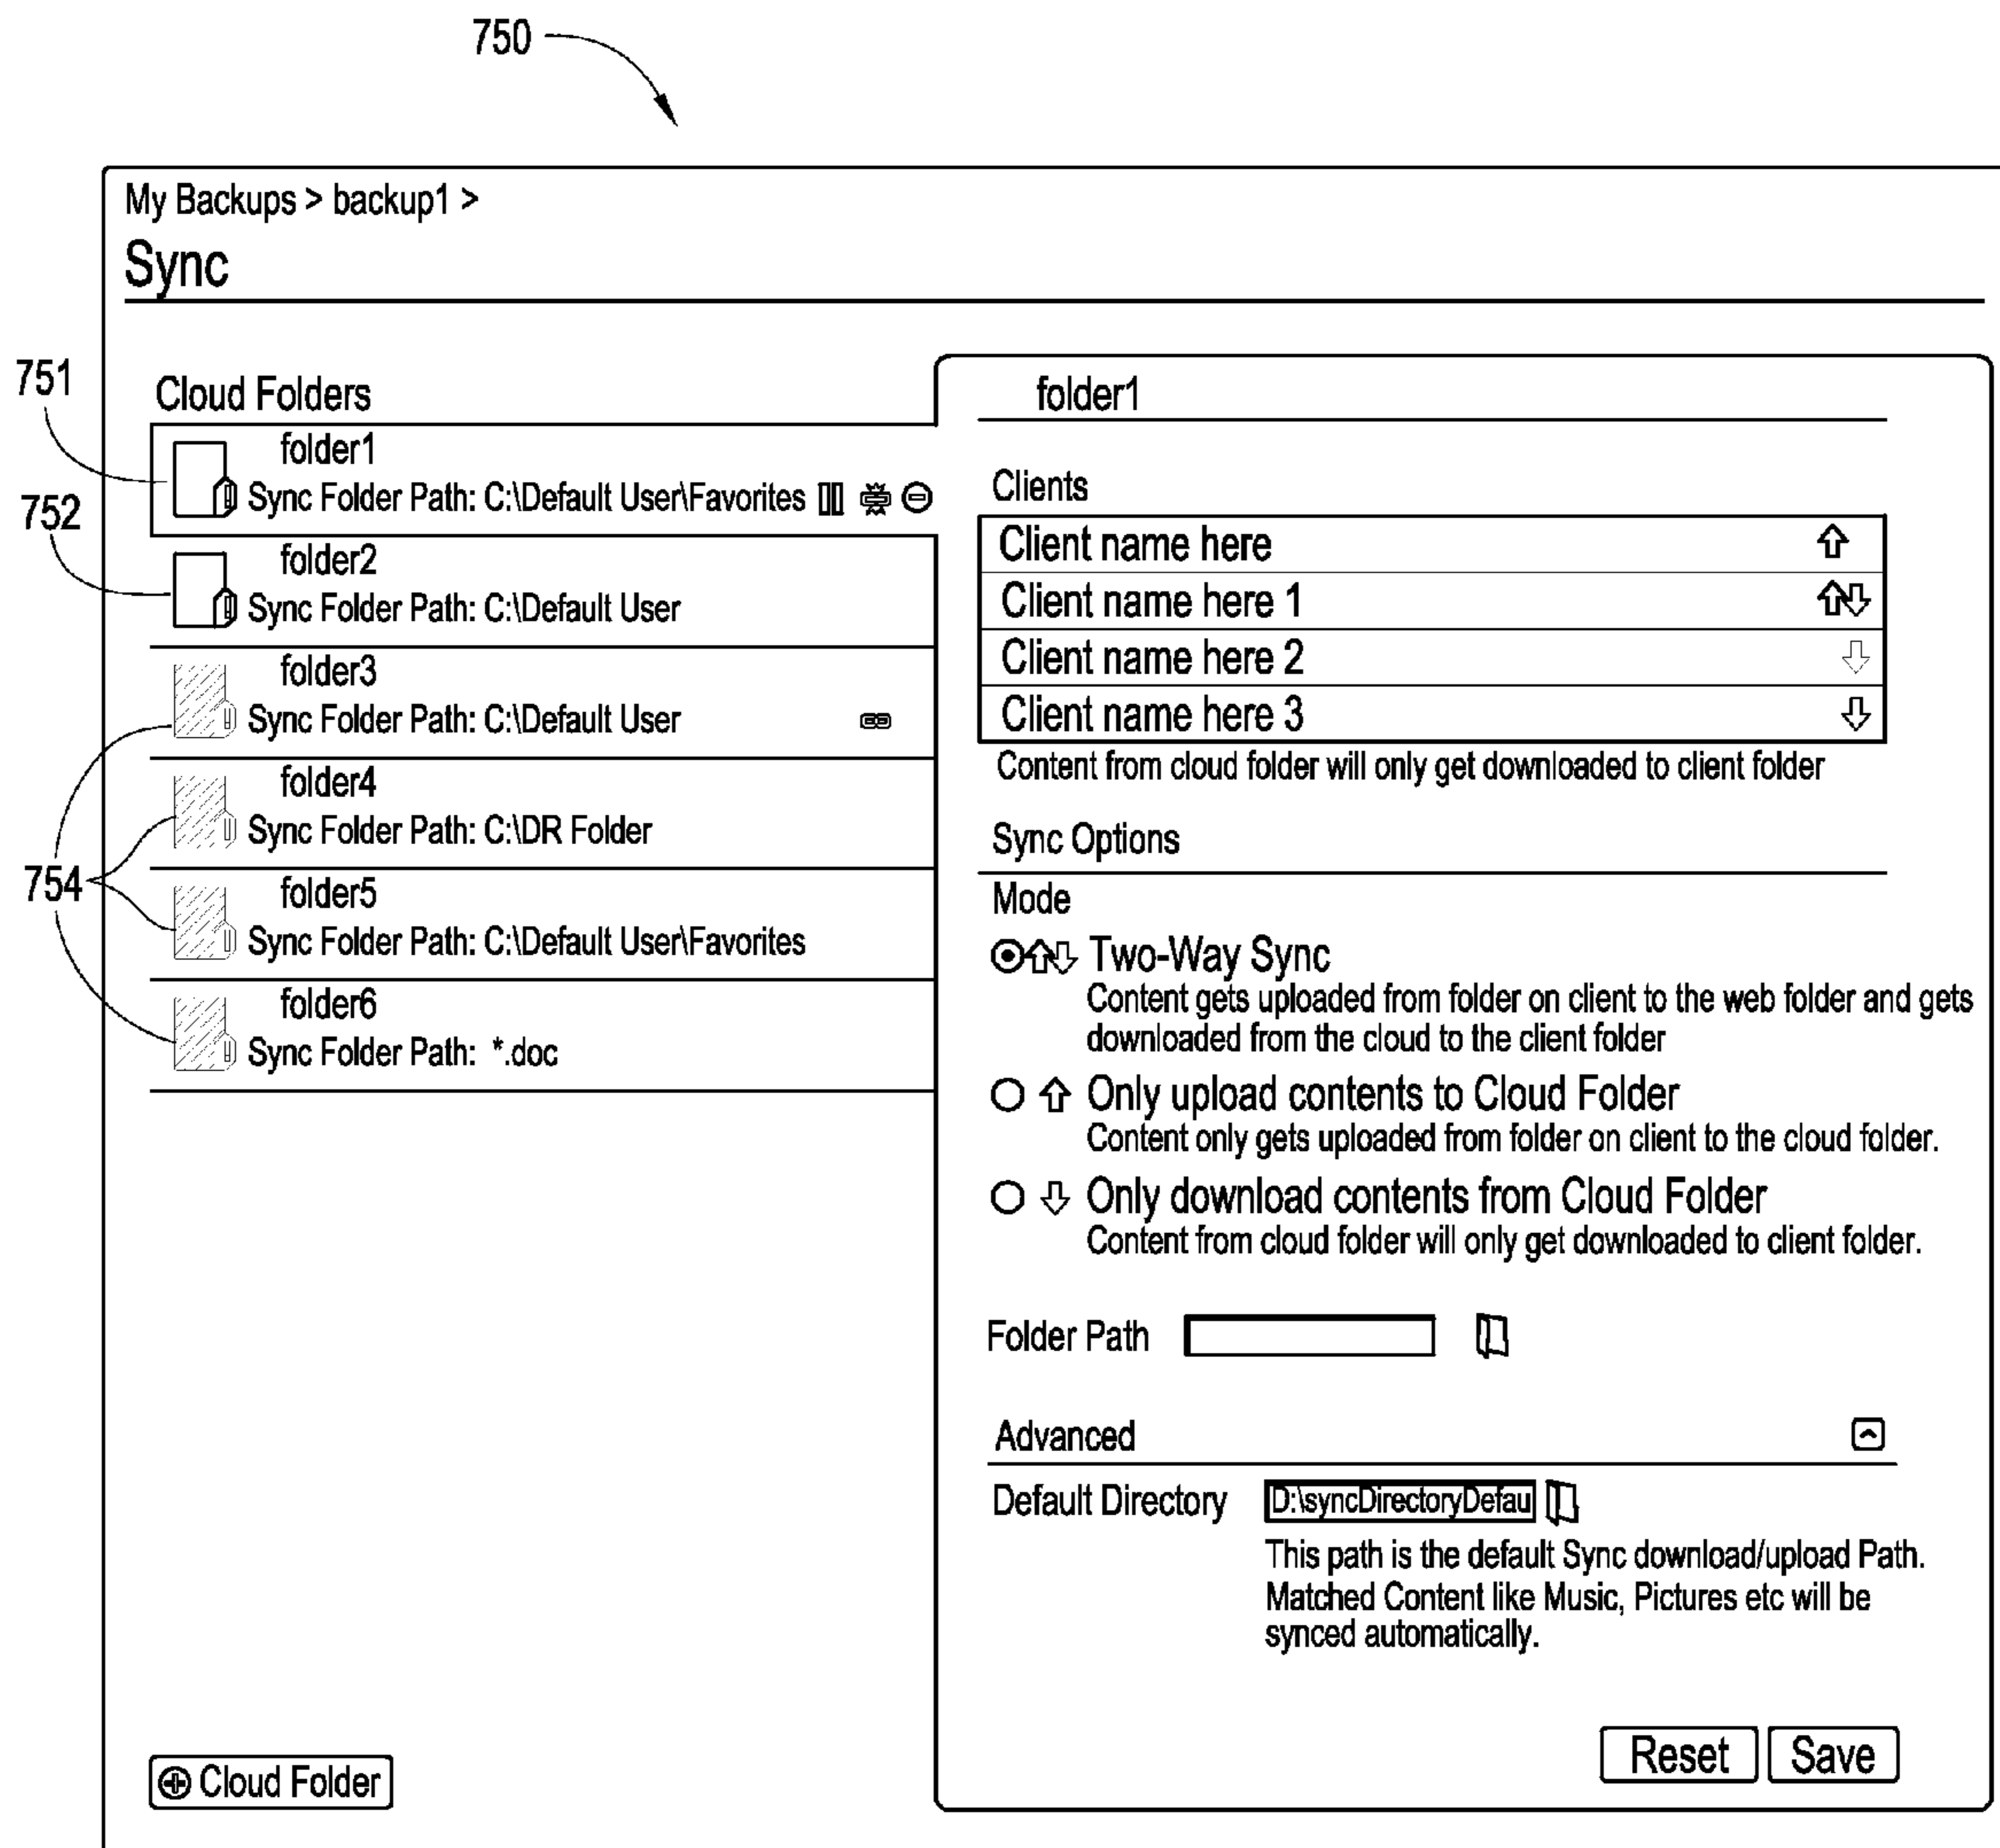 750
My Backups > backup1 >
Sync
751
752
754
Cloud Folders
folder1
Sync Folder Path: C:\Default User\Favorites
folder2
Sync Folder Path: C:\Default User
folder3
Sync Folder Path: C:\Default User
folder4
Sync Folder Path: C:\DR Folder
folder5
Sync Folder Path: C:\Default User\Favorites
folder6
Sync Folder Path: *.doc
Cloud Folder
folder1
Clients
Client name here
Client name here 1
Client name here 2
Client name here 3
Content from cloud folder will only get downloaded to client folder
Sync Options
Mode
Two-Way Sync
Content gets uploaded from folder on client to the web folder and gets
downloaded from the cloud to the client folder
Only upload contents to Cloud Folder
Content only gets uploaded from folder on client to the cloud folder.
Only download contents from Cloud Folder
Content from cloud folder will only get downloaded to client folder.
Folder Path
Advanced
Default Directory D:\syncDirectoryDefau
This path is the default Sync download/upload Path.
Matched Content like Music, Pictures etc will be
synced automatically.
Reset Save